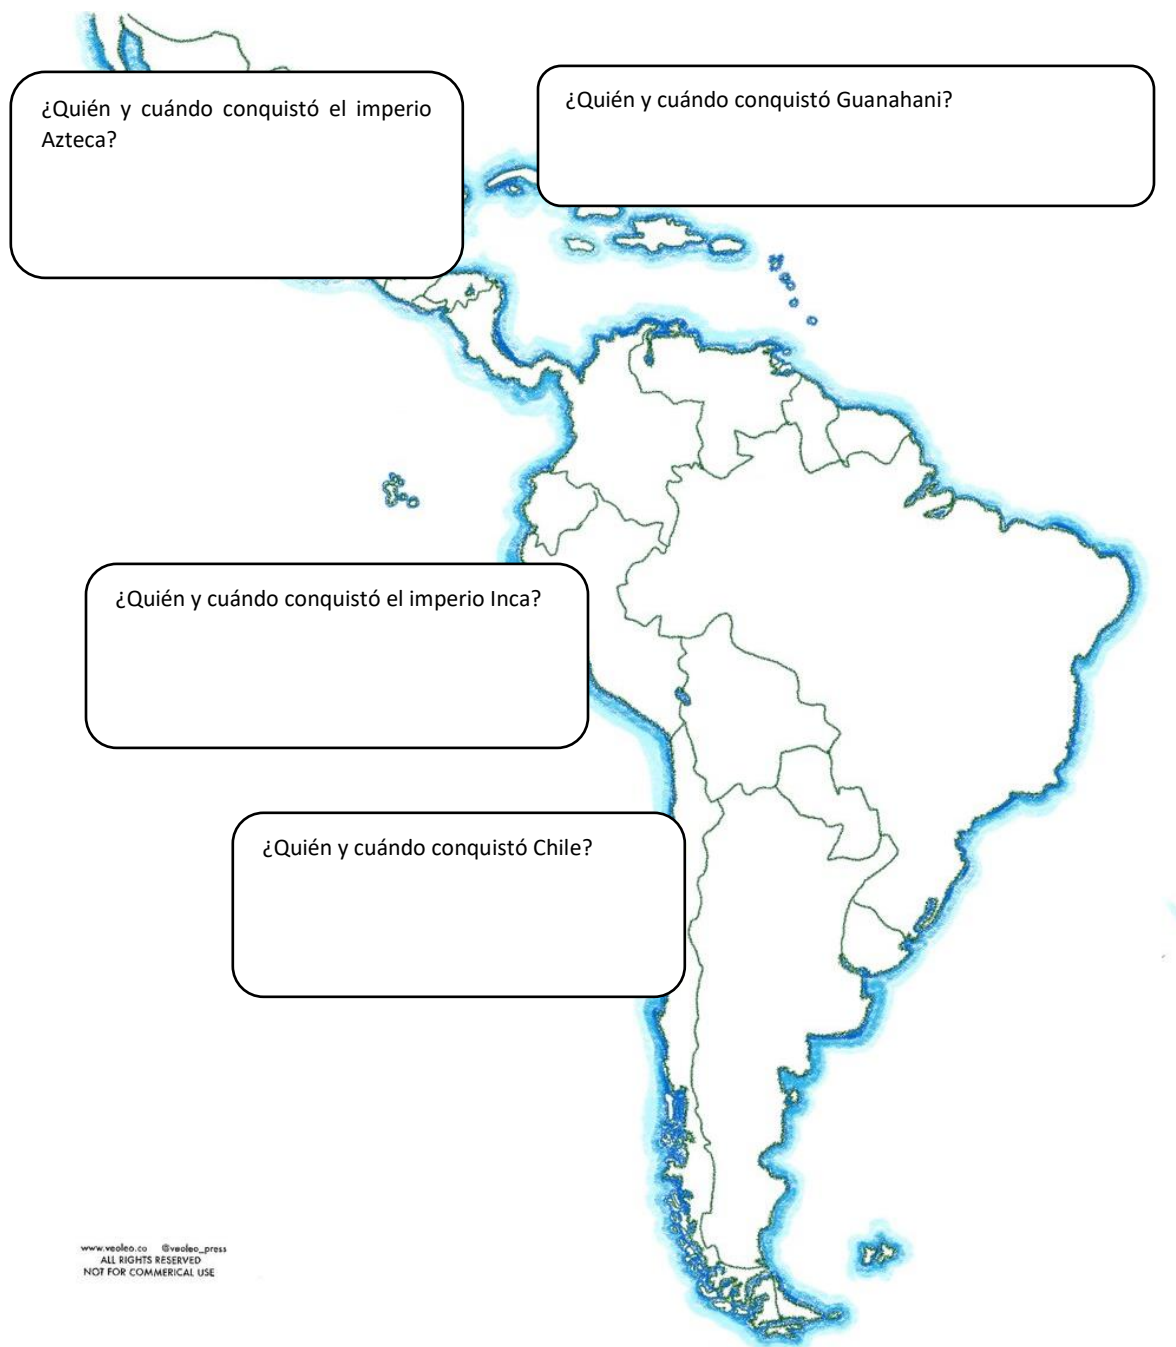 ¿Quién y cuándo conquistó el imperio
Azteca?
¿Quién y cuándo conquistó Guanahani?
¿Quién y cuándo conquistó el imperio Inca?
¿Quién y cuándo conquistó Chile?
www.veoleo.co @veoleo_press
ALL RIGHTS RESERVED
NOT FOR COMMERICAL USE